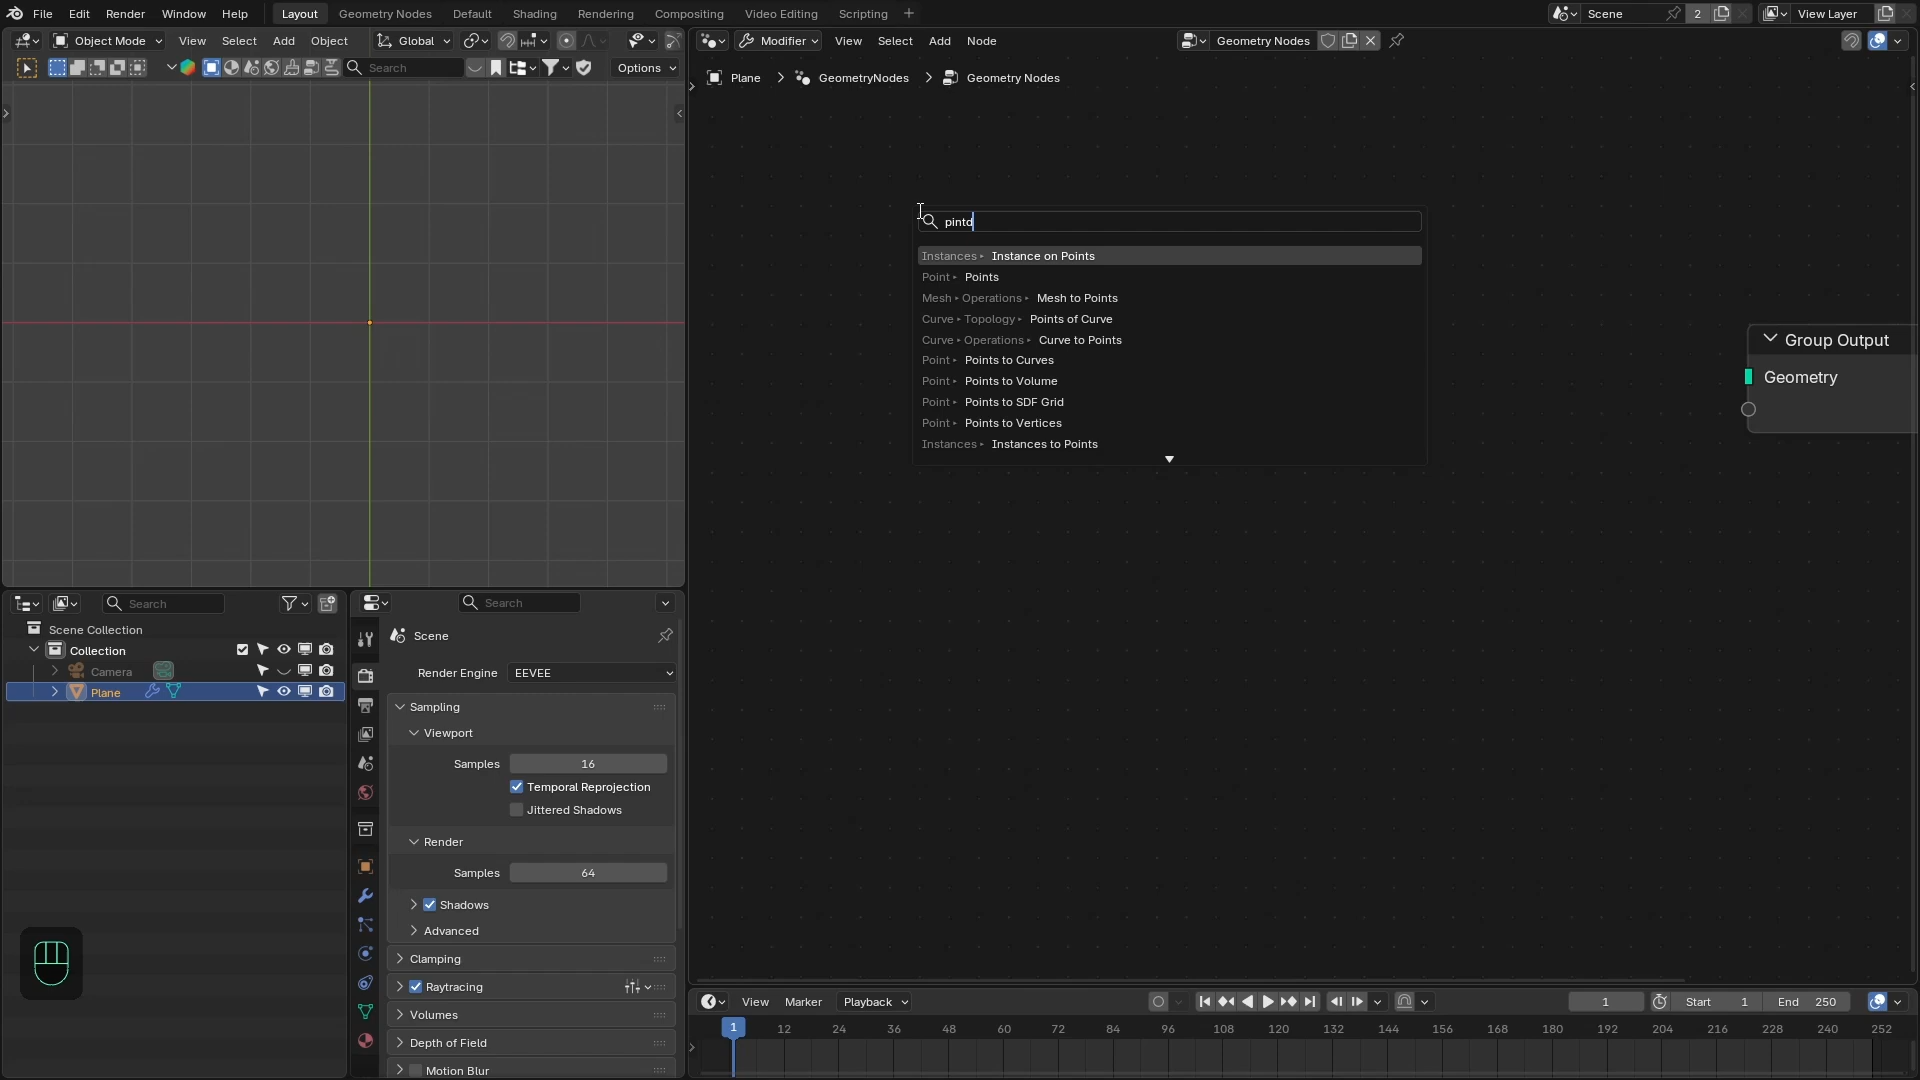 File Edit Render Window Help Layout Geometry Nodes Default Shading Rendering Compositing Video Editing Scripting + Scene 2 View Layer
Object Mode View Select Add Object Global
Modifier View Select Add Node Geometry Nodes
Search Options
Plane > GeometryNodes > Geometry Nodes
pintd
Instances Instance on Points
Point Points
Mesh Operations Mesh to Points
Curve Topology Points of Curve
Curve Operations Curve to Points
Point Points to Curves
Point Points to Volume
Point Points to SDF Grid
Point Points to Vertices
Instances Instances to Points
Group Output
Geometry
Search
Scene Collection
Collection
Camera
Plane
Search
Scene
Render Engine EEVEE
Sampling
Viewport
Samples 16
Temporal Reprojection
Jittered Shadows
Render
Samples 64
Shadows
Advanced
Clamping
Raytracing
Volumes
Depth of Field
Motion Blur
View Marker Playback 1 Start 1 End 250
1 12 24 36 48 60 72 84 96 108 120 132 144 156 168 180 192 204 216 228 240 252